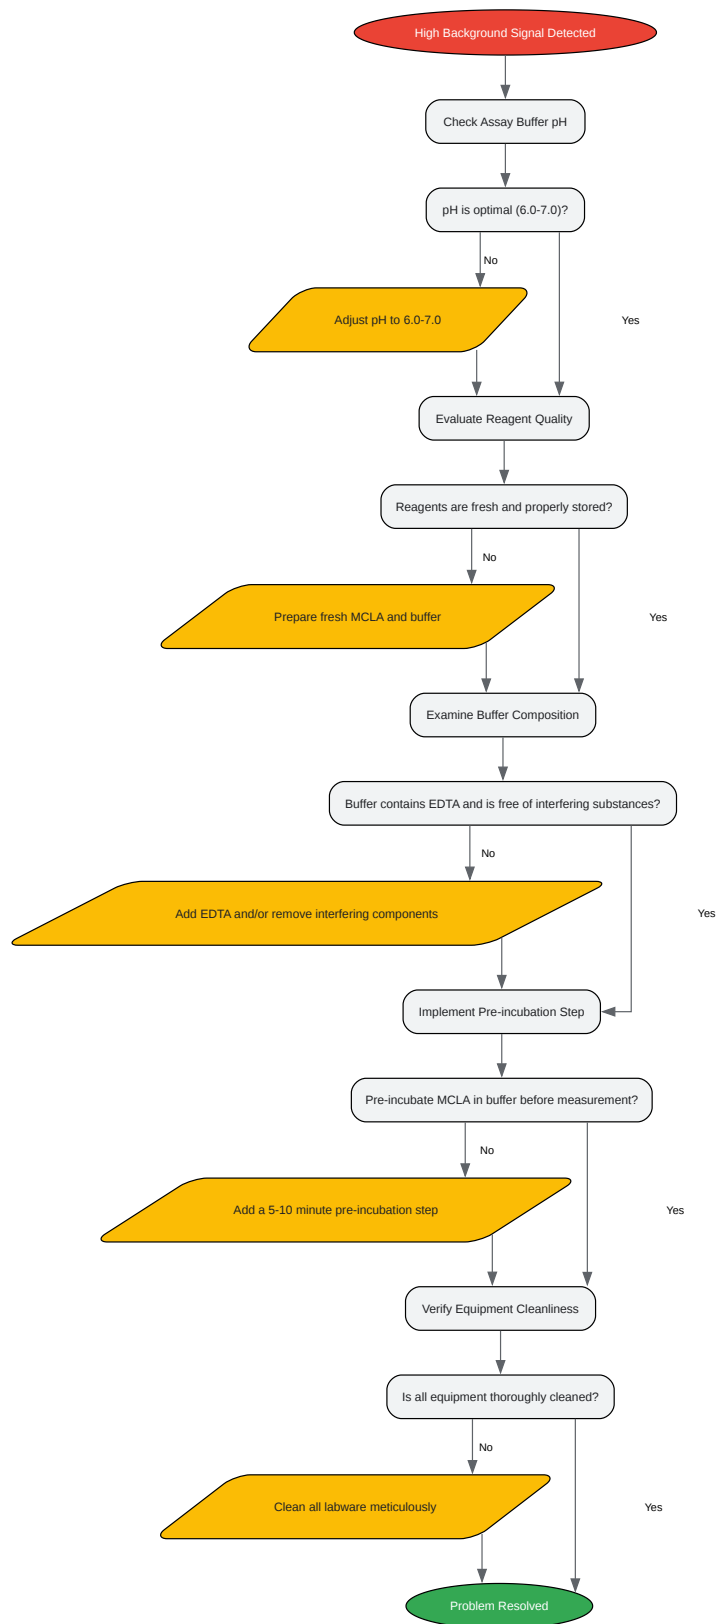 High Background Signal Detected
Check Assay Buffer pH
pH is optimal (6.0-7.0)?
No
Adjust pH to 6.0-7.0
Yes
Evaluate Reagent Quality
Reagents are fresh and properly stored?
No
Prepare fresh MCLA and buffer
Yes
Examine Buffer Composition
Buffer contains EDTA and is free of interfering substances?
No
Add EDTA and/or remove interfering components
Yes
Implement Pre-incubation Step
Pre-incubate MCLA in buffer before measurement?
No
Add a 5-10 minute pre-incubation step
Yes
Verify Equipment Cleanliness
Is all equipment thoroughly cleaned?
No
Clean all labware meticulously
Yes
Problem Resolved